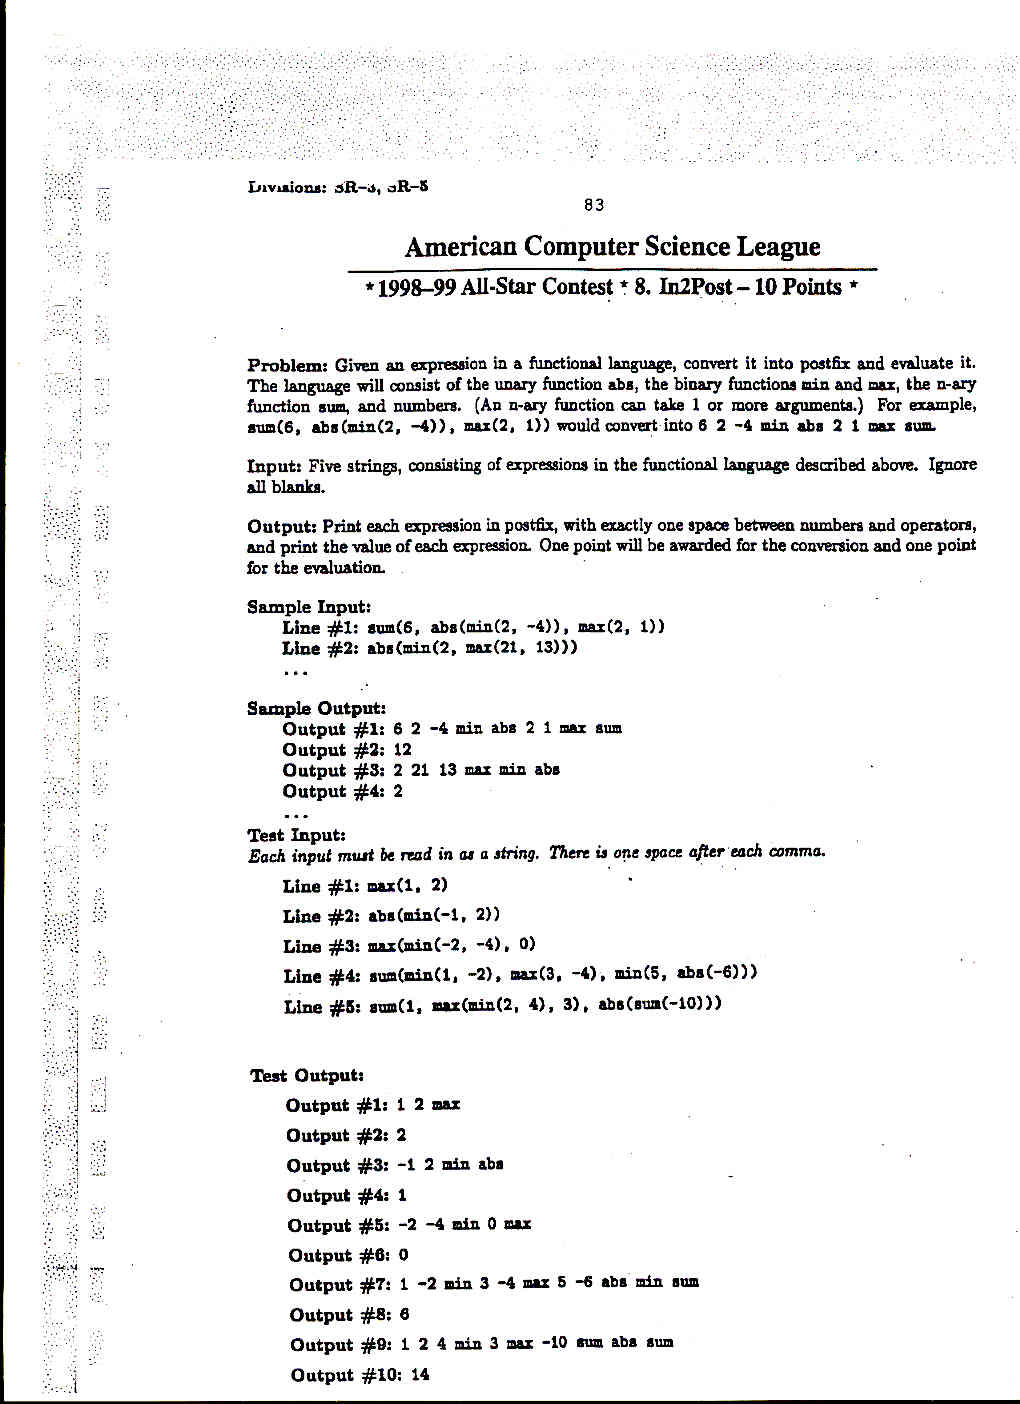 Divisions: SR-3, SR-5
83
American Computer Science League
* 1998–99 All-Star Contest * 8. In2Post – 10 Points *
Problem: Given an expression in a functional language, convert it into postfix and evaluate it.
The language will consist of the unary function abs, the binary functions min and max, the n-ary
function sum, and numbers. (An n-ary function can take 1 or more arguments.) For example,
sum(6, abs(min(2, -4)), max(2, 1)) would convert into 6 2 -4 min abs 2 1 max sum.
Input: Five strings, consisting of expressions in the functional language described above. Ignore
all blanks.
Output: Print each expression in postfix, with exactly one space between numbers and operators,
and print the value of each expression. One point will be awarded for the conversion and one point
for the evaluation.
Sample Input:
Line #1: sum(6, abs(min(2, -4)), max(2, 1))
Line #2: abs(min(2, max(21, 13)))
...
Sample Output:
Output #1: 6 2 -4 min abs 2 1 max sum
Output #2: 12
Output #3: 2 21 13 max min abs
Output #4: 2
...
Test Input:
Each input must be read in as a string. There is one space after each comma.
Line #1: max(1, 2)
Line #2: abs(min(-1, 2))
Line #3: max(min(-2, -4), 0)
Line #4: sum(min(1, -2), max(3, -4), min(5, abs(-6)))
Line #5: sum(1, max(min(2, 4), 3), abs(sum(-10)))
Test Output:
Output #1: 1 2 max
Output #2: 2
Output #3: -1 2 min abs
Output #4: 1
Output #5: -2 -4 min 0 max
Output #6: 0
Output #7: 1 -2 min 3 -4 max 5 -6 abs min sum
Output #8: 6
Output #9: 1 2 4 min 3 max -10 sum abs sum
Output #10: 14